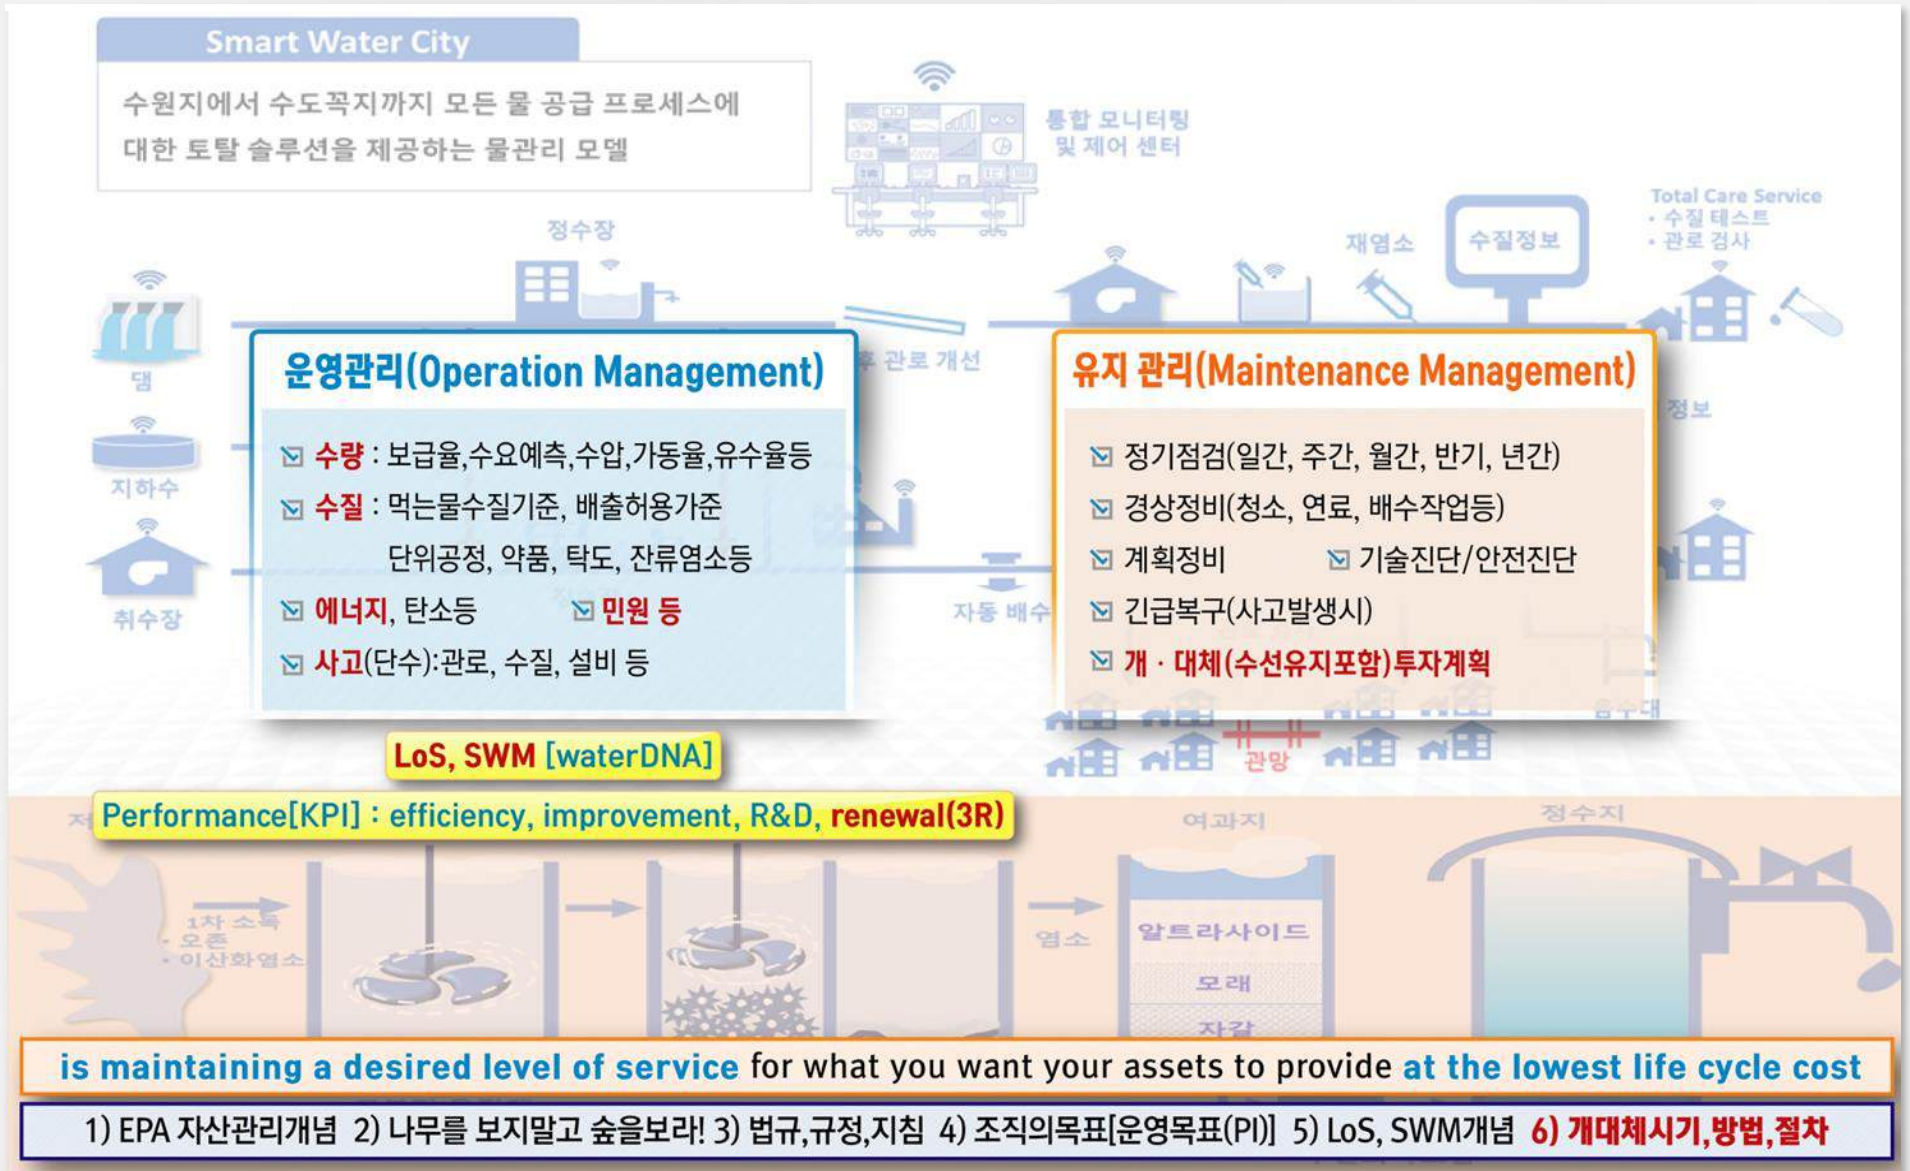 Smart Water City
수원지에서 수도꼭지까지 모든 물 공급 프로세스에
대한 토탈 솔루션을 제공하는 물관리 모델
통합 모니터링
및 제어 센터
정수장
재염소
수질정보
Total Care Service
• 수질 테스트
• 관로 검사
댐
지하수
취수장
관로 개선
정보
자동 배수
운영관리(Operation Management)
수량 : 보급율,수요예측,수압,가동율,유수율등
수질 : 먹는물수질기준, 배출허용가준
단위공정, 약품, 탁도, 잔류염소등
에너지, 탄소등 민원 등
사고(단수):관로, 수질, 설비 등
유지 관리(Maintenance Management)
정기점검(일간, 주간, 월간, 반기, 년간)
경상정비(청소, 연료, 배수작업등)
계획정비 기술진단/안전진단
긴급복구(사고발생시)
개 · 대체(수선유지포함)투자계획
음수대
관망
LoS, SWM [waterDNA]
Performance[KPI] : efficiency, improvement, R&D, renewal(3R)
여과지
정수지
1차 소독
• 오존
• 이산화염소
염소
알트라사이드
모래
자갈
is maintaining a desired level of service for what you want your assets to provide at the lowest life cycle cost
1) EPA 자산관리개념 2) 나무를 보지말고 숲을보라! 3) 법규,규정,지침 4) 조직의목표[운영목표(PI)] 5) LoS, SWM개념 6) 개대체시기,방법,절차